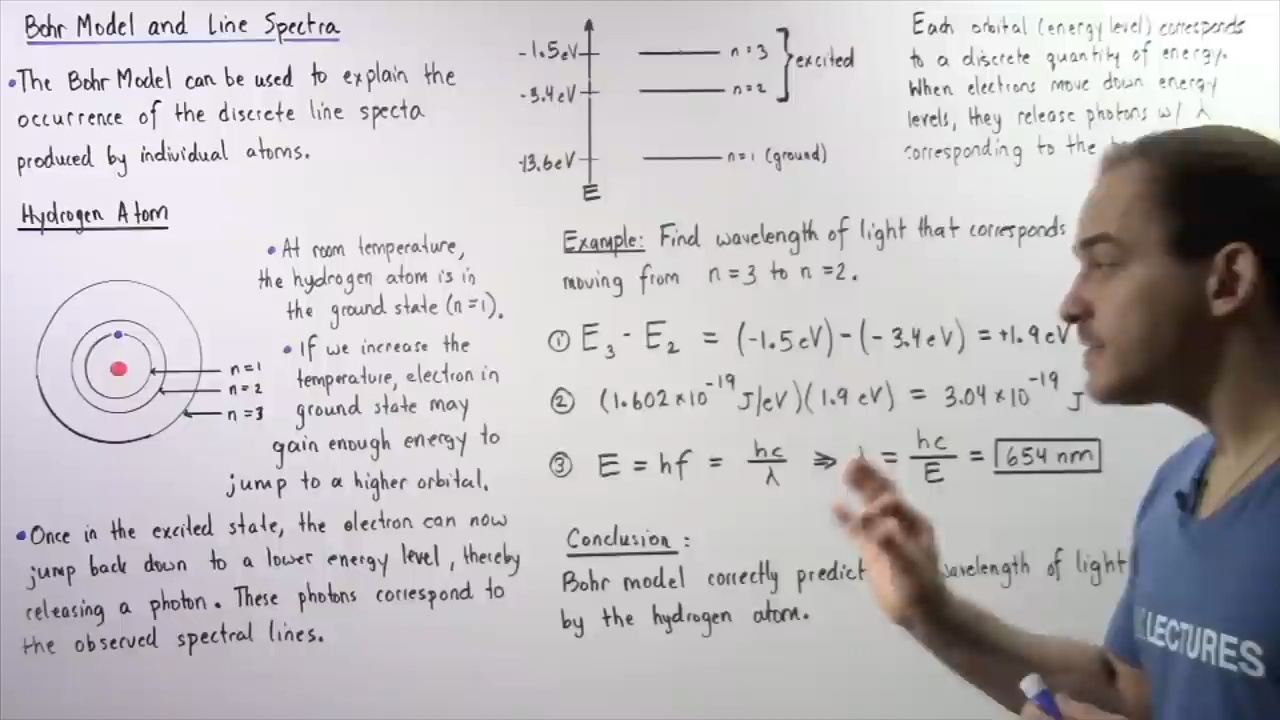 Bohr Model and Line Spectra
• The Bohr Model can be used to explain the
occurrence of the discrete line specta
produced by individual atoms.
Hydrogen Atom
n=1
n=2
n=3
• At room temperature,
the hydrogen atom is in
the ground state (n=1).
• If we increase the
temperature, electron in
ground state may
gain enough energy to
jump to a higher orbital.
• Once in the excited state, the electron can now
jump back down to a lower energy level, thereby
releasing a photon. These photons correspond to
the observed spectral lines.
-1.5eV n=3
-3.4eV n=2
excited
-13.6eV n=1 (ground)
E
Each orbital (energy level) corresponds
to a discrete quantity of energy.
When electrons move down energy
levels, they release photons w/ λ
corresponding to the
Example: Find wavelength of light that corresponds
moving from n=3 to n=2.
① E₃ - E₂ = (-1.5eV)-(-3.4eV) = +1.9eV
② (1.602×10⁻¹⁹ J/eV)(1.9 eV) = 3.04×10⁻¹⁹ J
③ E = hf = hc/λ ⇒ = hc/E = 654 nm
Conclusion:
Bohr model correctly predict wavelength of light
by the hydrogen atom.
LECTURES